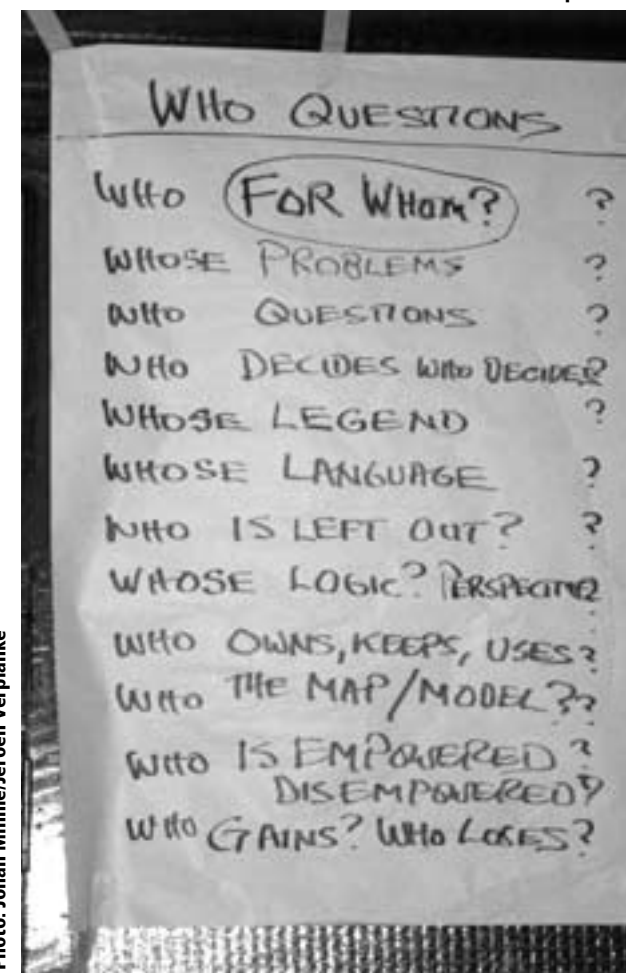 WHO QUESTIONS
WHO FOR WHOM? ?
WHOSE PROBLEMS ?
WHO QUESTIONS ?
WHO DECIDES WHO DECIDES?
WHOSE LEGEND ?
WHOSE LANGUAGE ?
WHO IS LEFT OUT? ?
WHOSE LOGIC? PERSPECTIVE?
WHO OWNS, KEEPS, USES?
WHO THE MAP/MODEL??
WHO IS EMPOWERED?
DISEMPOWERED?
WHO GAINS? WHO LOSES?
Photo: Johan Minnie/Jeroen Verplanke